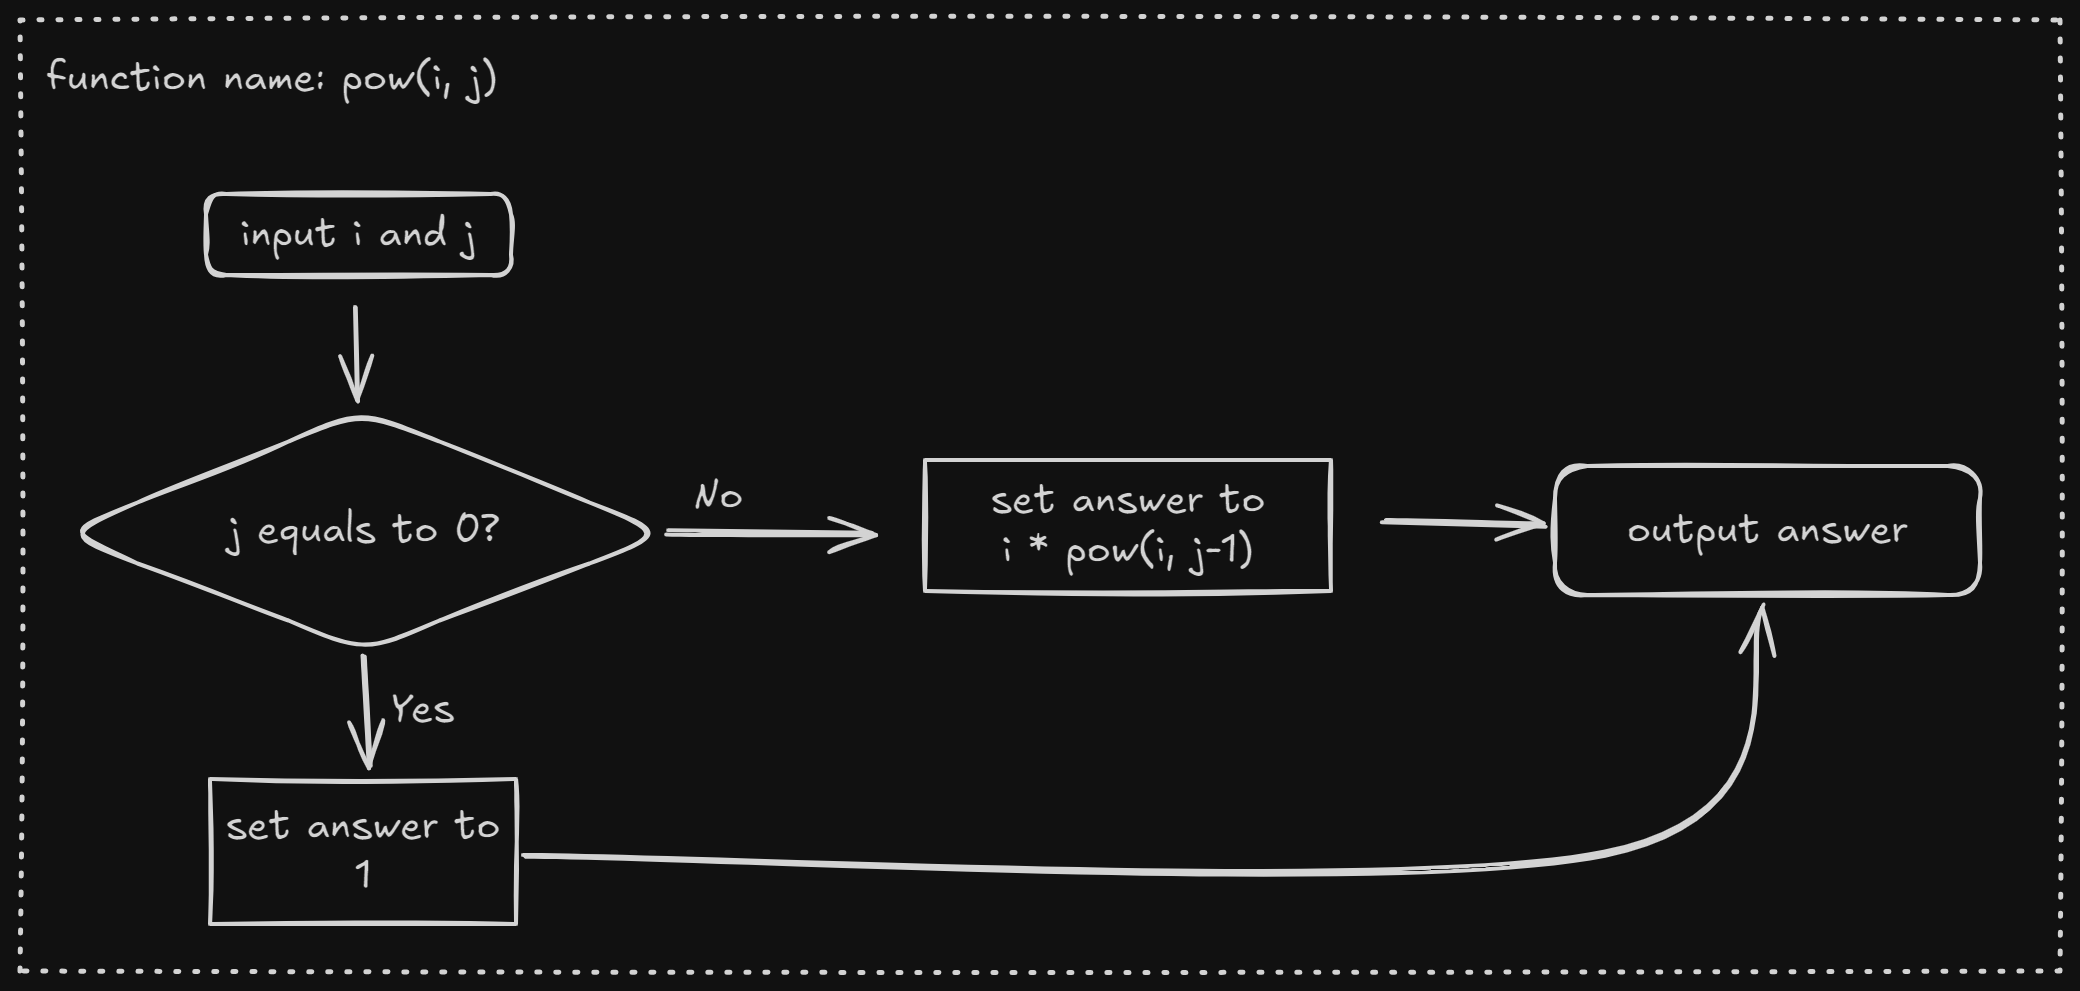 function name: pow(i, j)
input i and j
j equals to 0?
No
set answer to
i * pow(i, j-1)
output answer
Yes
set answer to
1